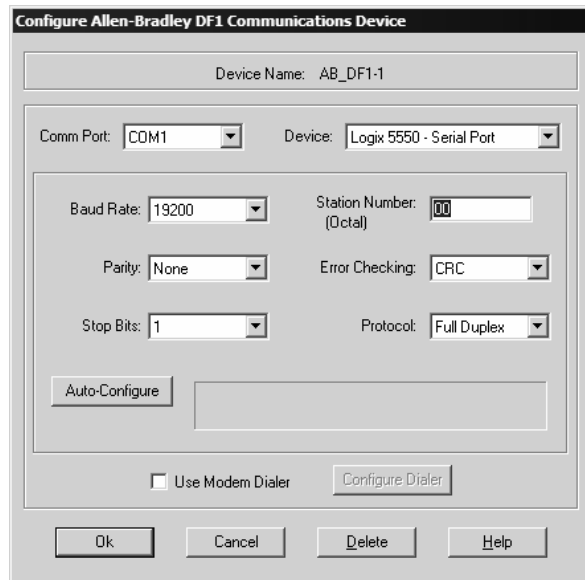 Configure Allen-Bradley DF1 Communications Device
Device Name: AB_DF1-1
Comm Port: COM1 Device: Logix 5550 - Serial Port
Baud Rate: 19200 Station Number: 00
(Octal)
Parity: None Error Checking: CRC
Stop Bits: 1 Protocol: Full Duplex
Auto-Configure
Use Modem Dialer Configure Dialer
Ok Cancel Delete Help